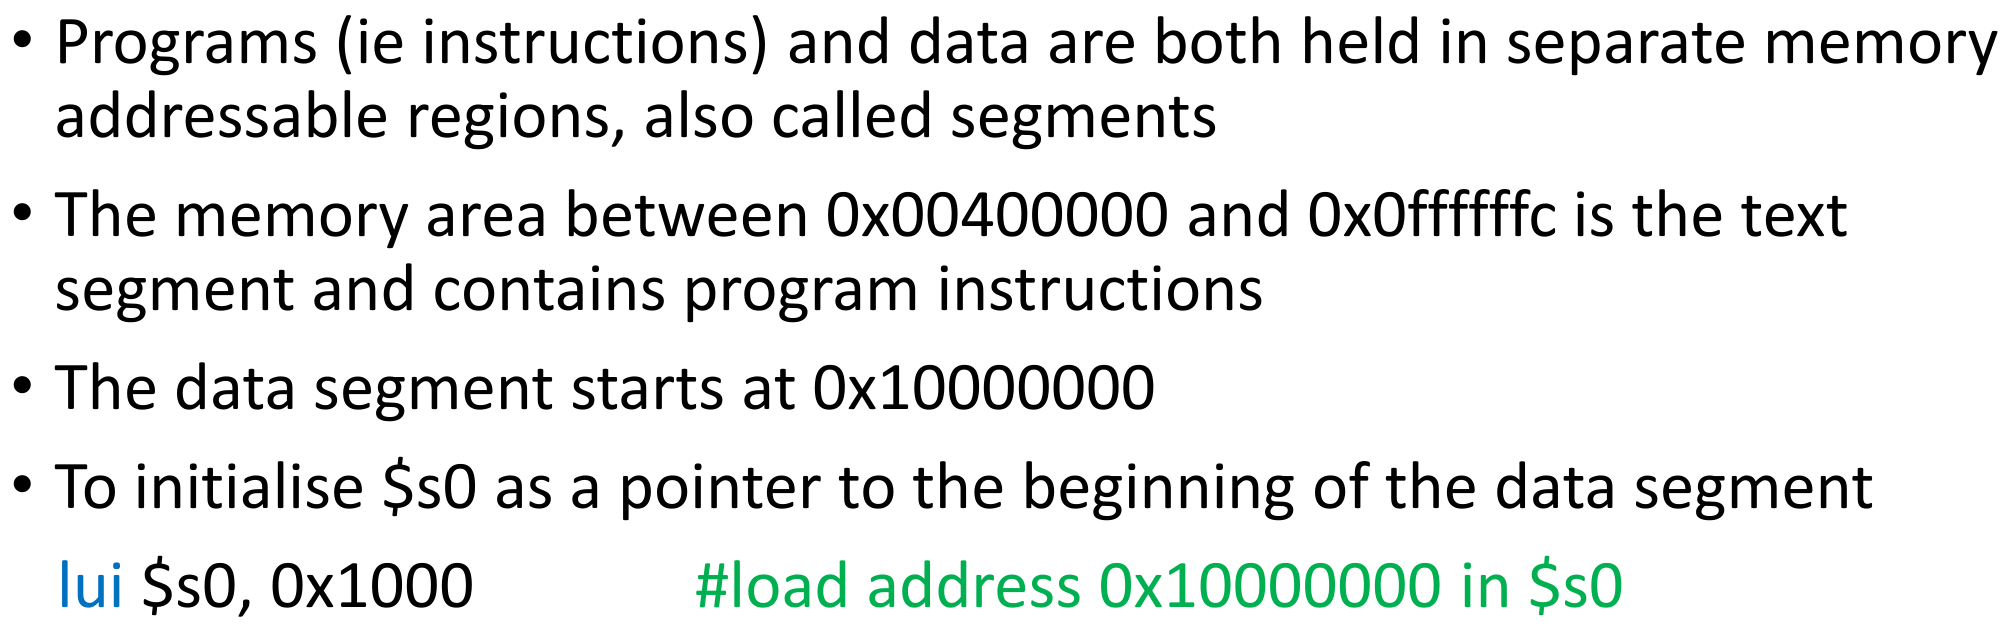 • Programs (ie instructions) and data are both held in separate memory
addressable regions, also called segments
• The memory area between 0x00400000 and 0x0ffffffc is the text
segment and contains program instructions
• The data segment starts at 0x10000000
• To initialise $s0 as a pointer to the beginning of the data segment
lui $s0, 0x1000 #load address 0x10000000 in $s0